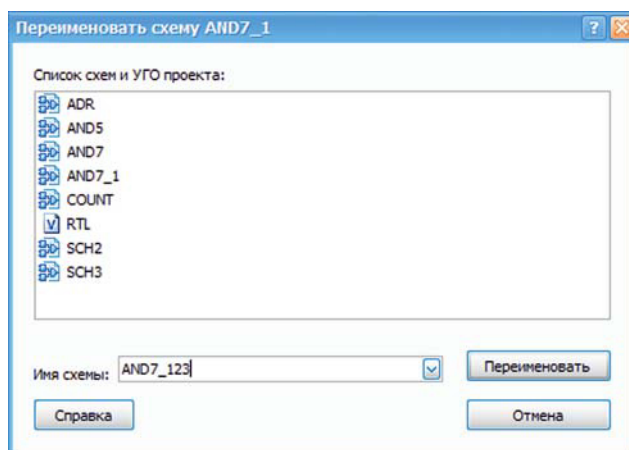 Переименовать схему AND7_1
Список схем и УГО проекта:
ADR
AND5
AND7
AND7_1
COUNT
V RTL
SCH2
SCH3
Имя схемы: AND7_123 Переименовать
Справка Отмена